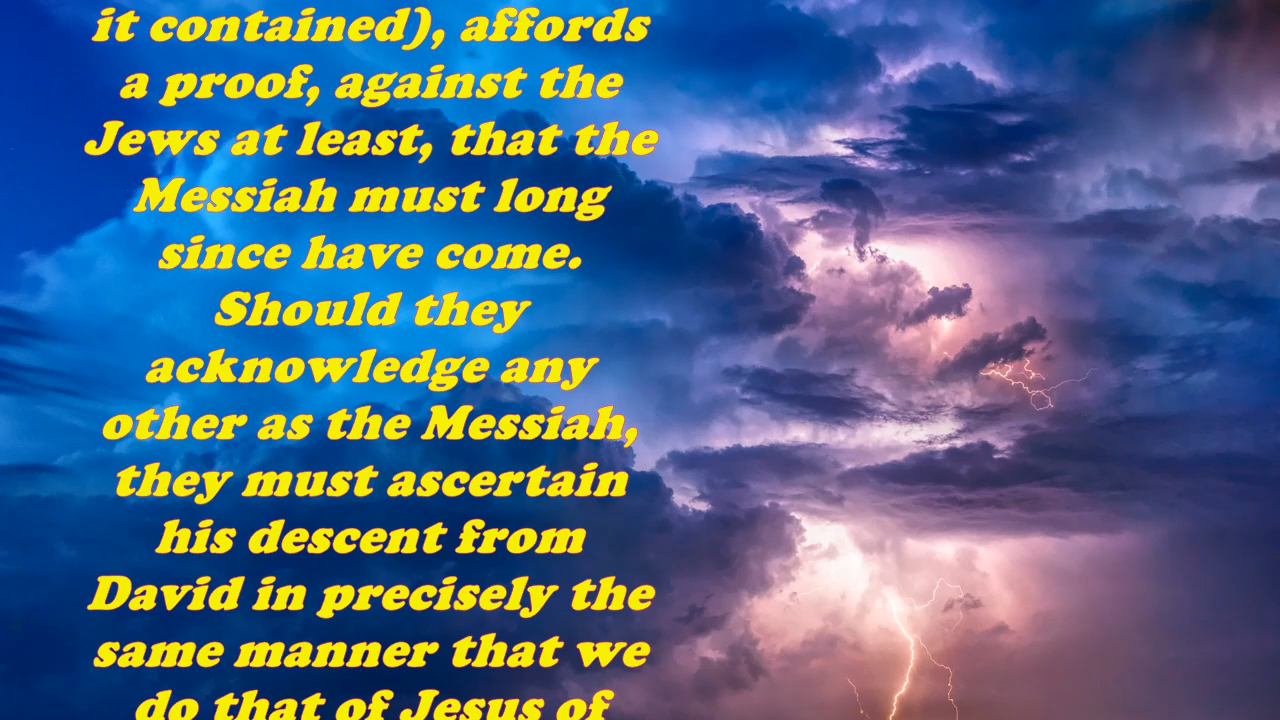 it contained), affords
a proof, against the
Jews at least, that the
Messiah must long
since have come.
Should they
acknowledge any
other as the Messiah,
they must ascertain
his descent from
David in precisely the
same manner that we
do that of Jesus of